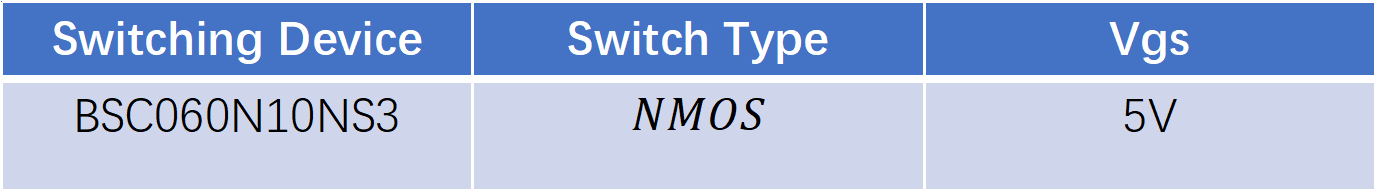 Switching Device Switch Type Vgs
BSC060N10NS3 NMOS 5V